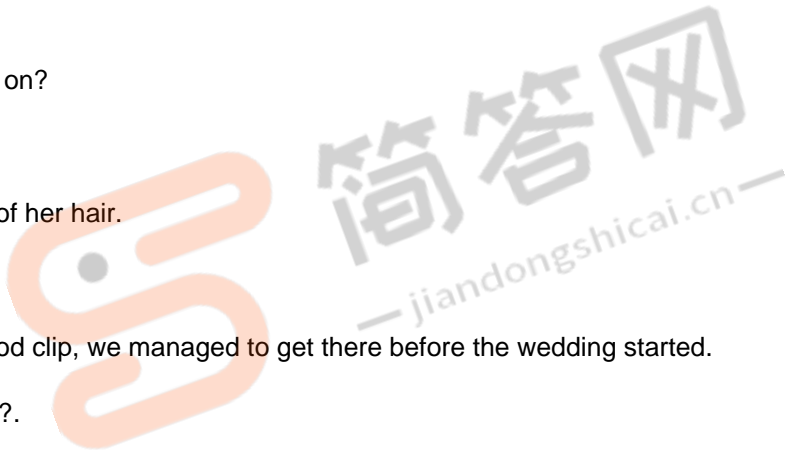 on?
简答网
of her hair.
jiandongshicai.cn
od clip, we managed to get there before the wedding started.
?.